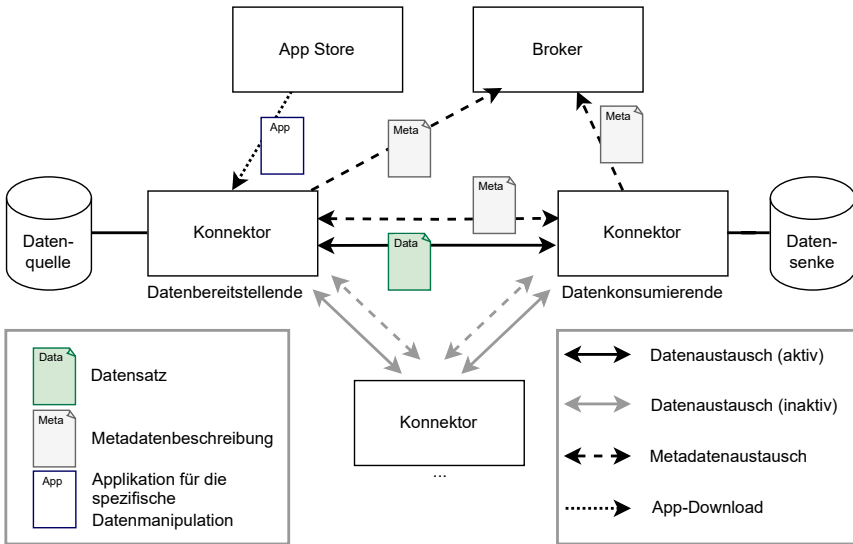 App Store
Broker
App
Meta
Meta
Meta
Daten-
quelle
Konnektor
Konnektor
Daten-
senke
Data
Datenbereitstellende
Datenkonsumierende
Data
Datensatz
Meta
Metadatenbeschreibung
App
Applikation für die
spezifische
Datenmanipulation
Konnektor
...
Datenaustausch (aktiv)
Datenaustausch (inaktiv)
Metadatenaustausch
App-Download